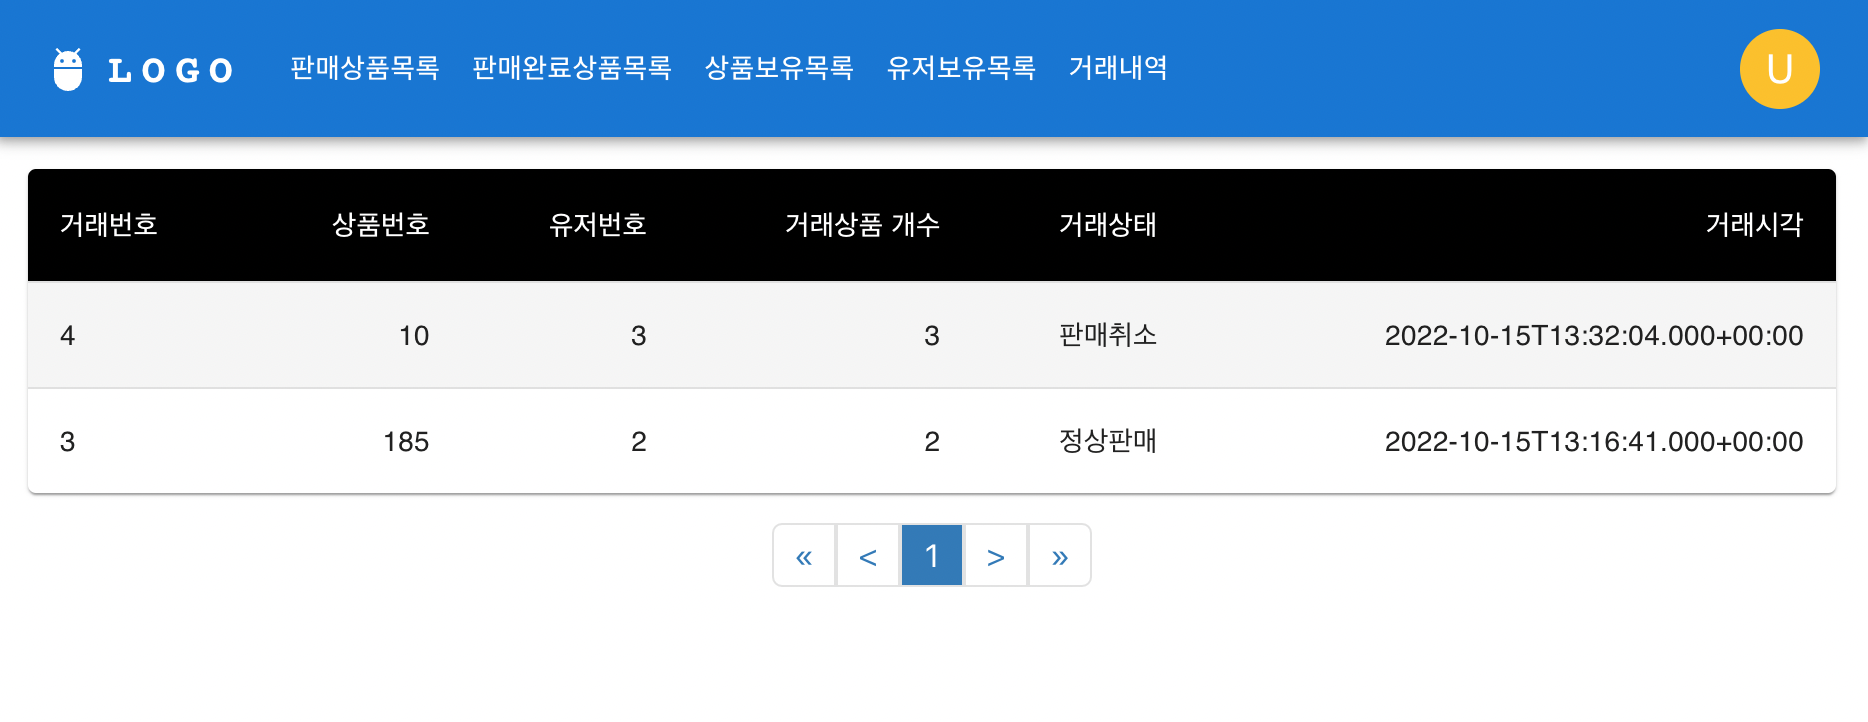 LOGO 판매상품목록 판매완료상품목록 상품보유목록 유저보유목록 거래내역 U
거래번호 상품번호 유저번호 거래상품 개수 거래상태 거래시각
4 10 3 3 판매취소 2022-10-15T13:32:04.000+00:00
3 185 2 2 정상판매 2022-10-15T13:16:41.000+00:00
« < 1 > »